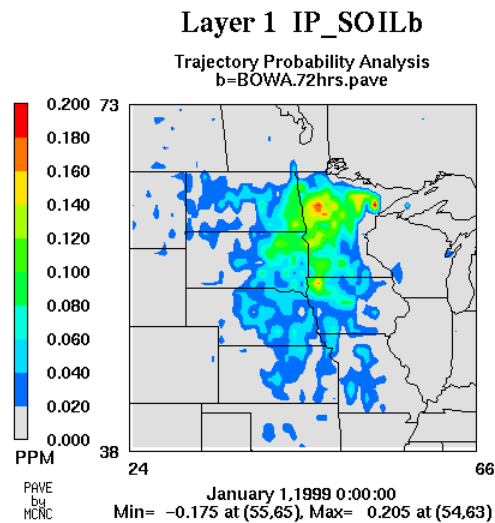 Layer 1 IP_SOILb
Trajectory Probability Analysis
b=BOWA.72hrs.pave
0.200
0.180
0.160
0.140
0.120
0.100
0.080
0.060
0.040
0.020
0.000
PPM
73
38
24
66
PAVE
by
MCNC
January 1,1999 0:00:00
Min= -0.175 at (55,65), Max= 0.205 at (54,63)